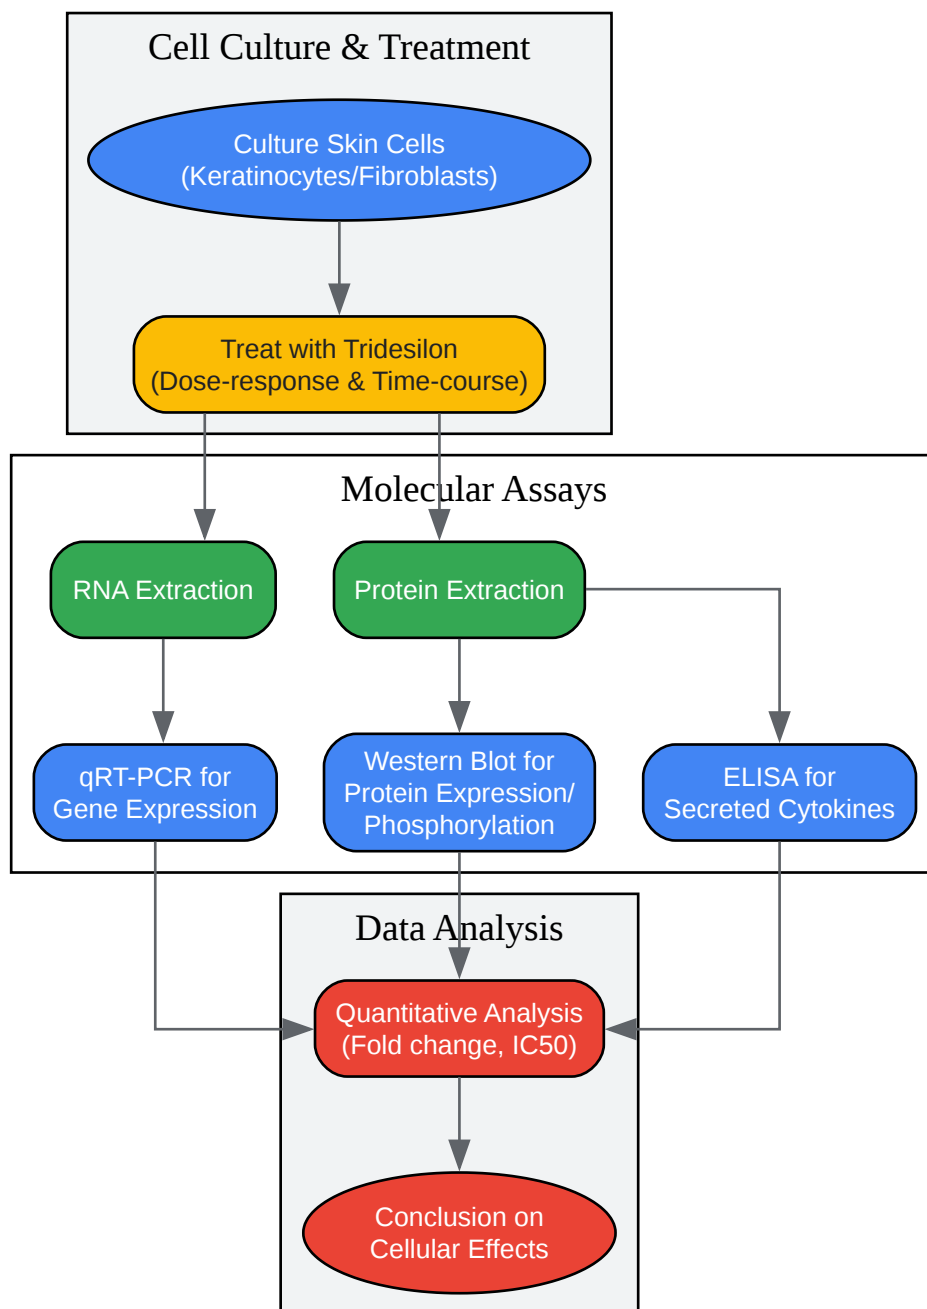 Cell Culture & Treatment
Culture Skin Cells
(Keratinocytes/Fibroblasts)
Treat with Tridesilon
(Dose-response & Time-course)
Molecular Assays
RNA Extraction
Protein Extraction
qRT-PCR for
Gene Expression
Western Blot for
Protein Expression/
Phosphorylation
ELISA for
Secreted Cytokines
Data Analysis
Quantitative Analysis
(Fold change, IC50)
Conclusion on
Cellular Effects